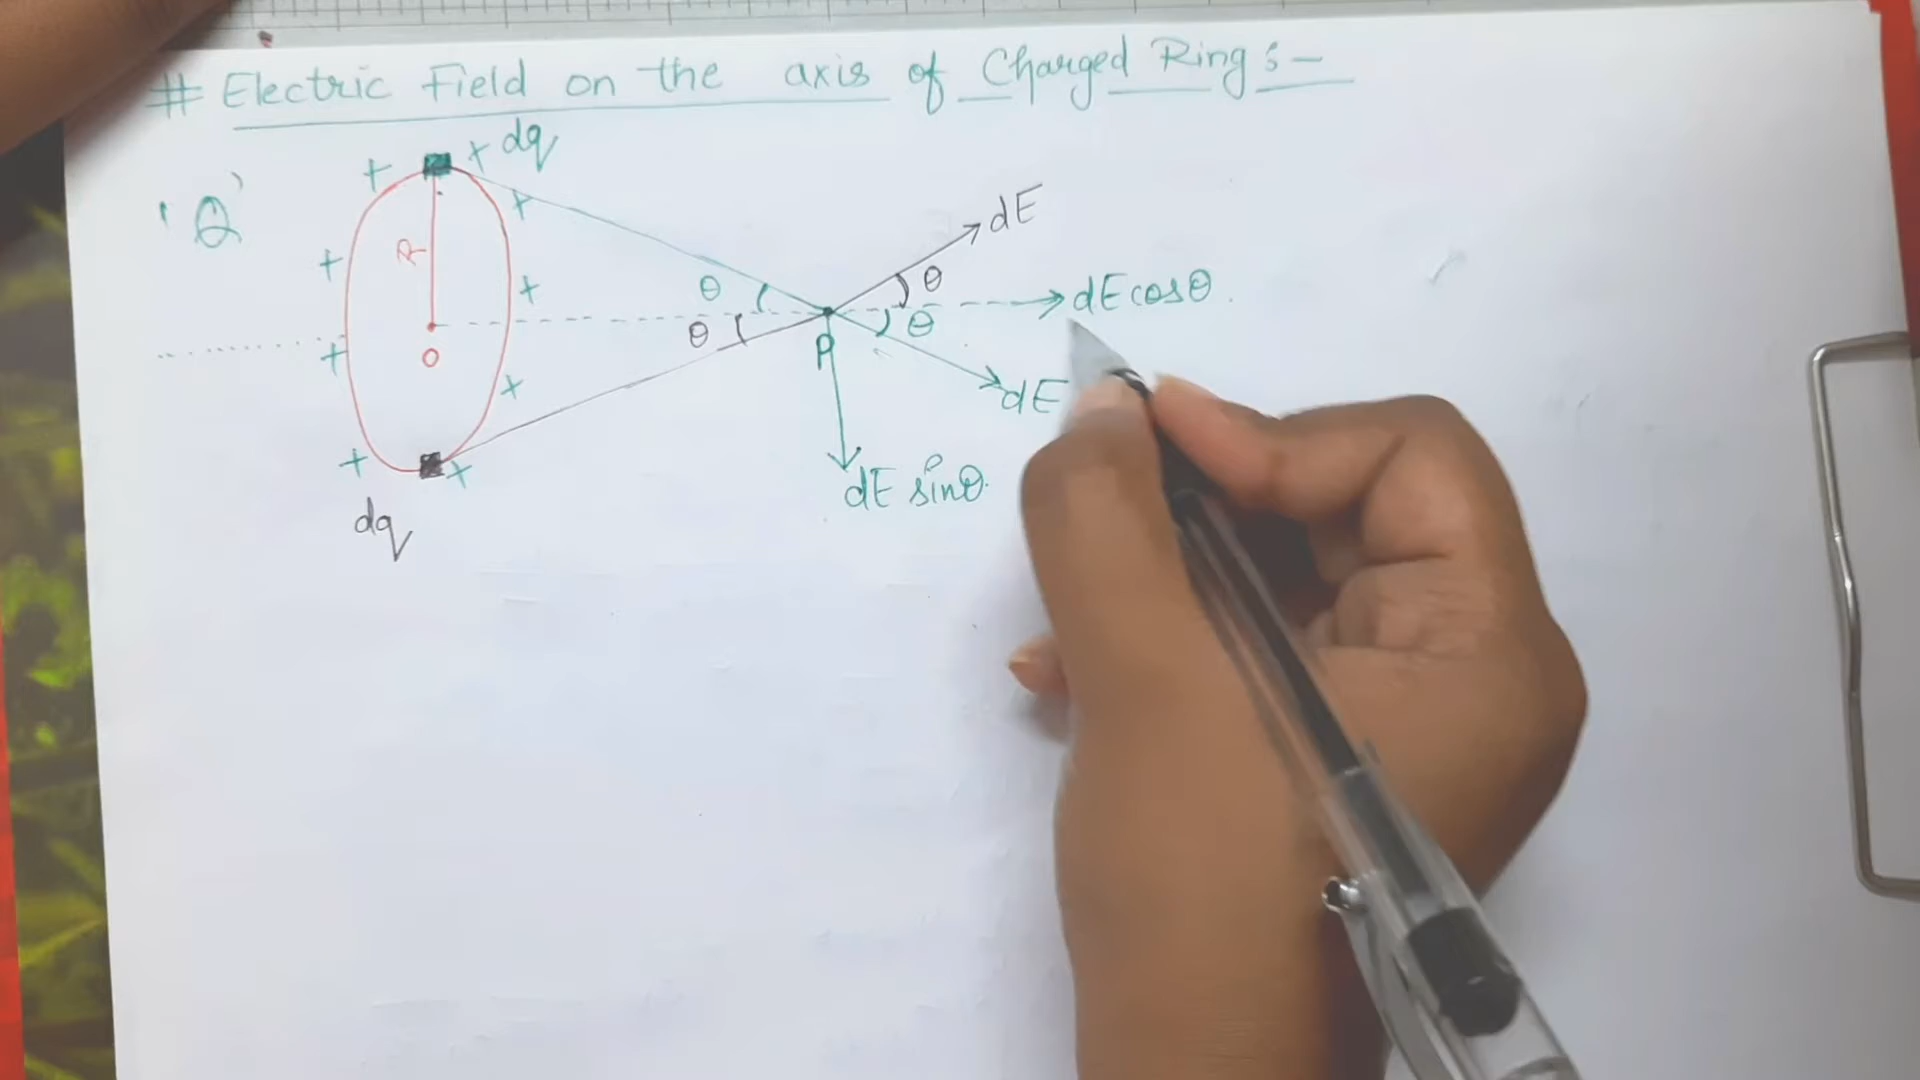 # Electric Field on the axis of Charged Ring :-
+ + dq
'Q'
+
dE
R
+
θ
θ
+
dE cosθ.
θ
θ
+
O
P
+
dE
dE sinθ.
+
+
dq